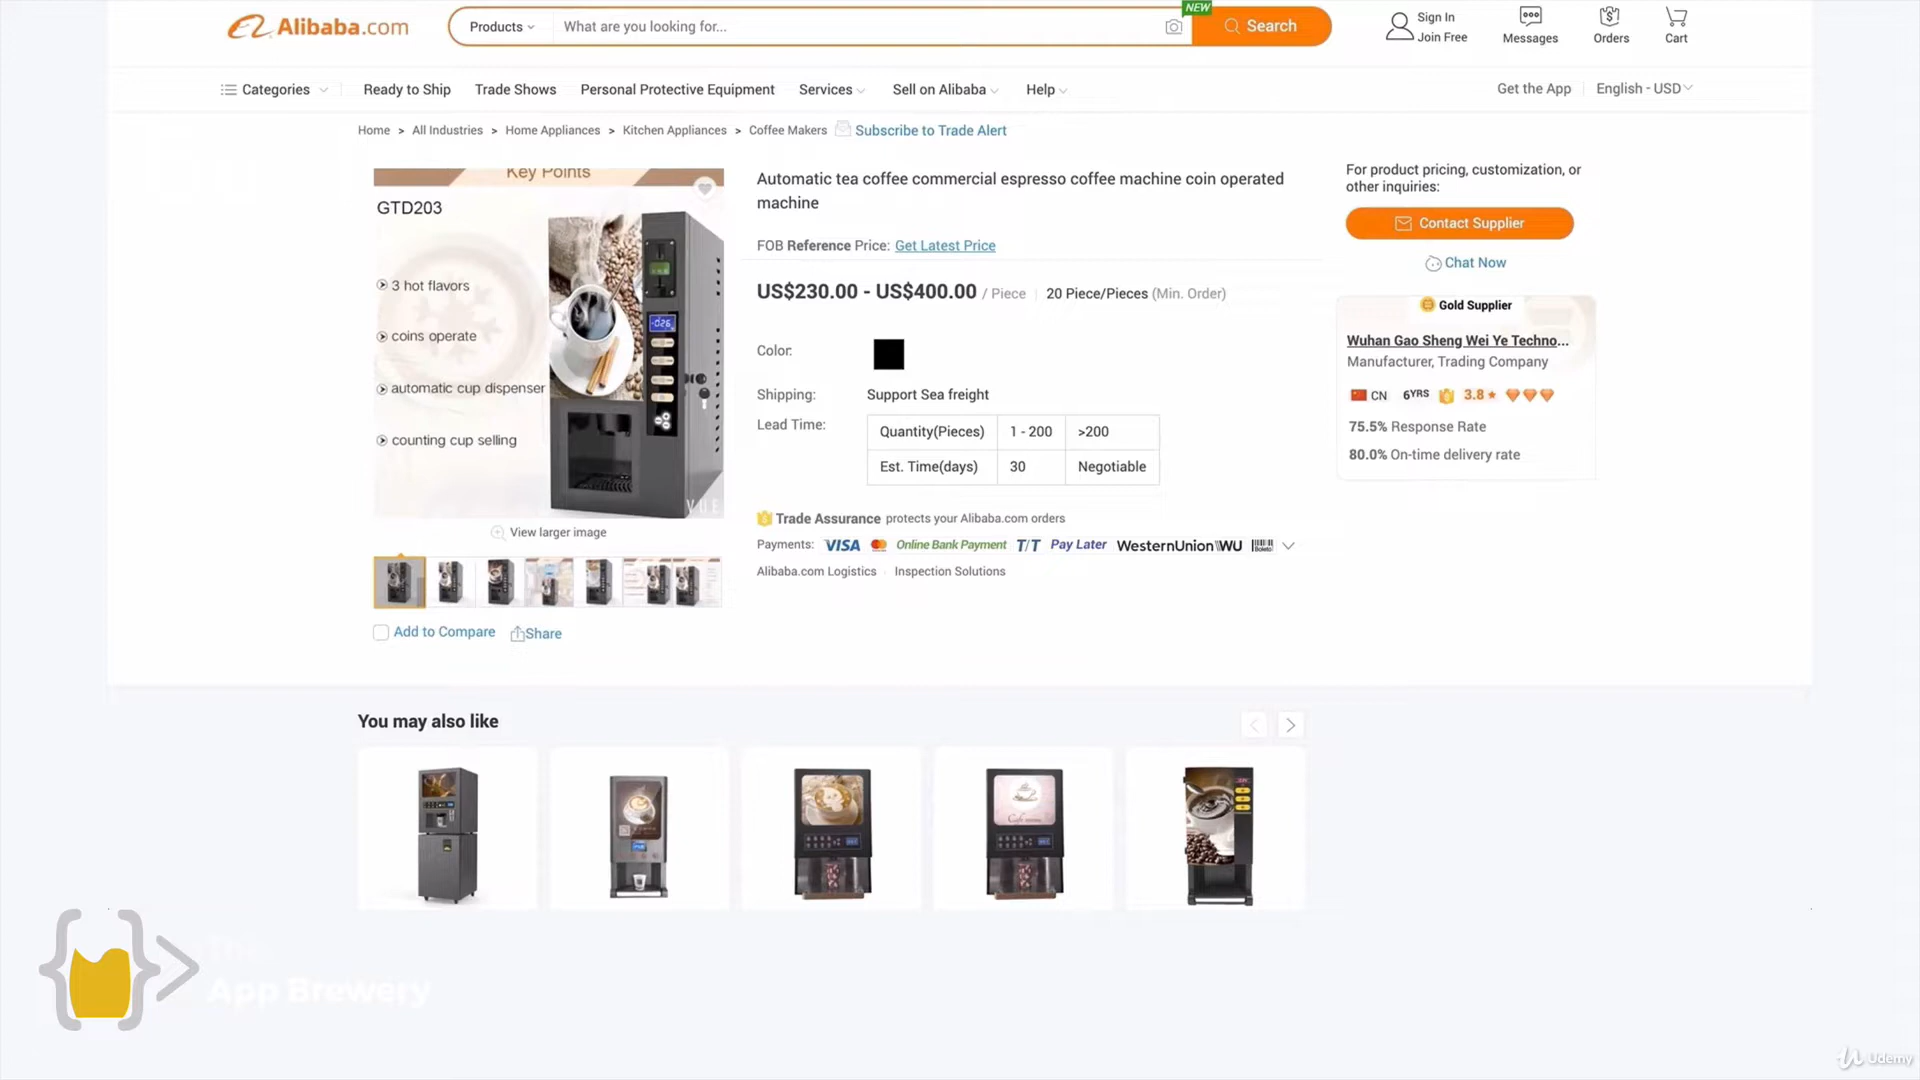 Alibaba.com
Products
What are you looking for...
NEW
Search
Sign In
Join Free
Messages
Orders
Cart
Categories
Ready to Ship
Trade Shows
Personal Protective Equipment
Services
Sell on Alibaba
Help
Get the App
English - USD
Home > All Industries > Home Appliances > Kitchen Appliances > Coffee Makers
Subscribe to Trade Alert
Key Points
GTD203
3 hot flavors
coins operate
automatic cup dispenser
counting cup selling
VUE
View larger image
Add to Compare
Share
Automatic tea coffee commercial espresso coffee machine coin operated
machine
FOB Reference Price: Get Latest Price
US$230.00 - US$400.00 / Piece | 20 Piece/Pieces (Min. Order)
Color:
Shipping: Support Sea freight
Lead Time:
Quantity(Pieces) 1 - 200 >200
Est. Time(days) 30 Negotiable
Trade Assurance protects your Alibaba.com orders
Payments: VISA Online Bank Payment T/T Pay Later WesternUnion WU Boleto
Alibaba.com Logistics Inspection Solutions
For product pricing, customization, or
other inquiries:
Contact Supplier
Chat Now
Gold Supplier
Wuhan Gao Sheng Wei Ye Techno...
Manufacturer, Trading Company
CN 6YRS 3.8
75.5% Response Rate
80.0% On-time delivery rate
You may also like
App Brewery
Udemy